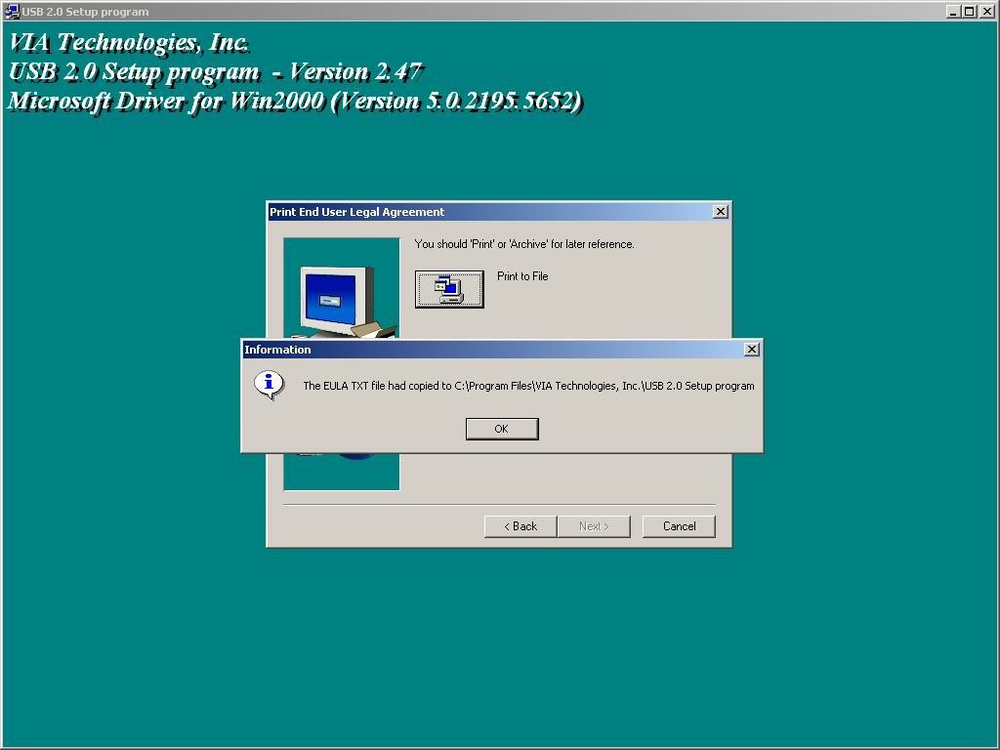 USB 2.0 Setup program
VIA Technologies, Inc.
USB 2.0 Setup program - Version 2.47
Microsoft Driver for Win2000 (Version 5.0.2195.5652)
Print End User Legal Agreement
You should 'Print' or 'Archive' for later reference.
Print to File
Information
The EULA TXT file had copied to C:\Program Files\VIA Technologies, Inc.\USB 2.0 Setup program
OK
< Back
Next >
Cancel